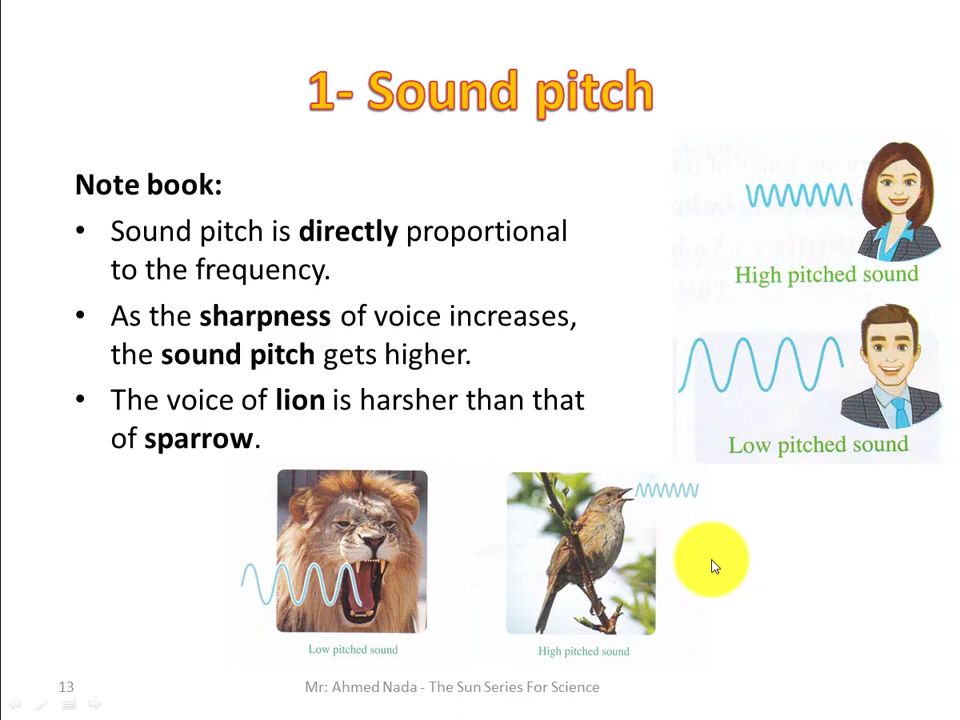 1- Sound pitch
Note book:
• Sound pitch is directly proportional
to the frequency.
• As the sharpness of voice increases,
the sound pitch gets higher.
• The voice of lion is harsher than that
of sparrow.
High pitched sound
Low pitched sound
Low pitched sound
High pitched sound
13
Mr: Ahmed Nada - The Sun Series For Science